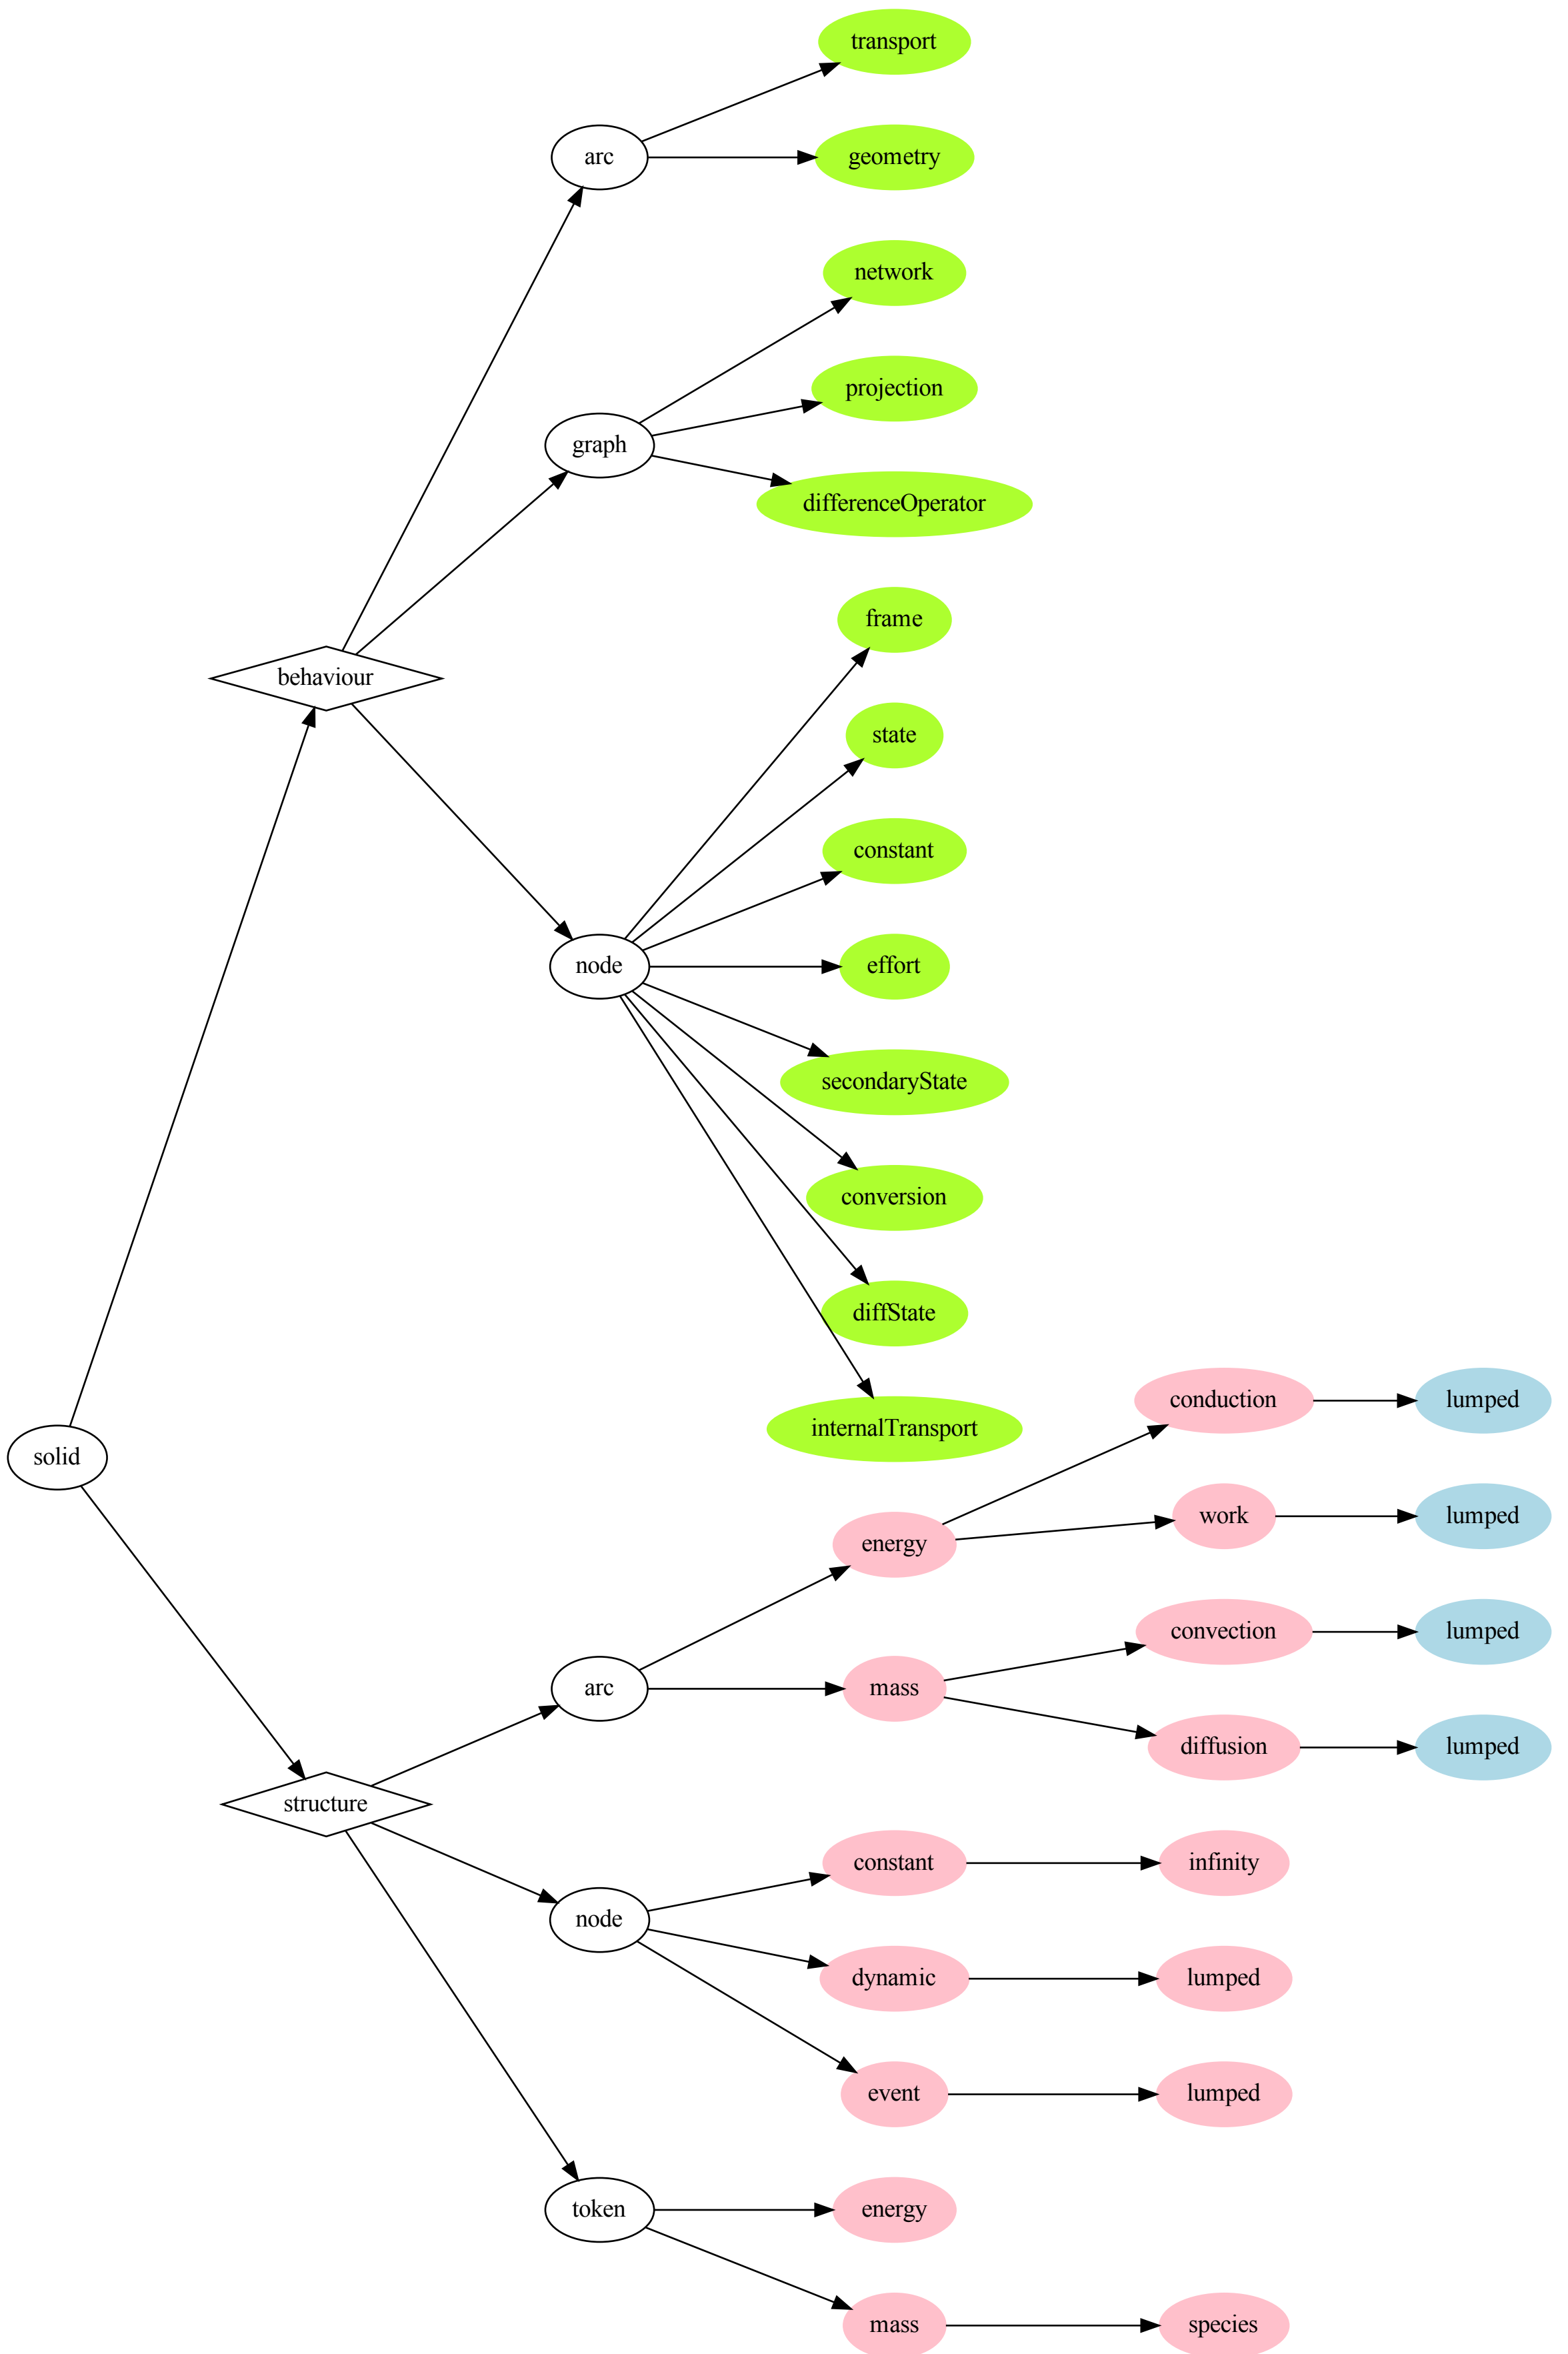 transport
arc
geometry
network
projection
graph
differenceOperator
frame
behaviour
state
constant
node
effort
secondaryState
conversion
diffState
conduction
lumped
internalTransport
solid
work
lumped
energy
convection
lumped
arc
mass
diffusion
lumped
structure
constant
infinity
node
dynamic
lumped
event
lumped
token
energy
mass
species